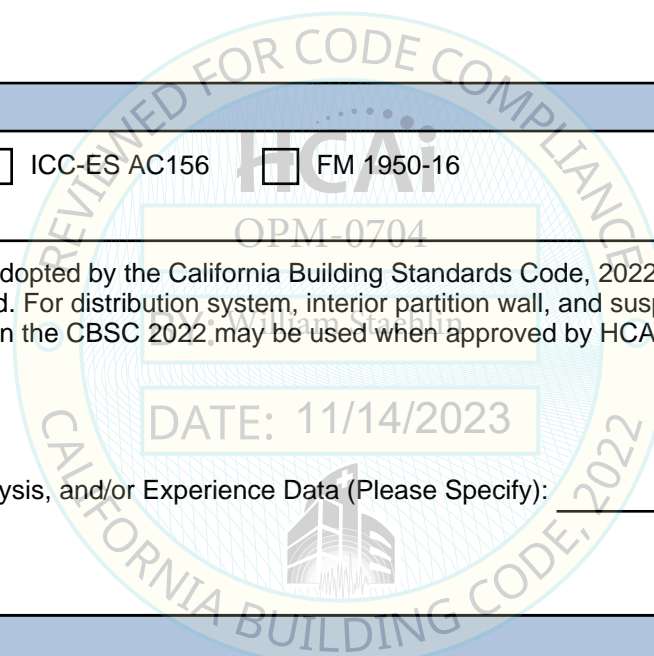 REVIEWED FOR CODE COMPLIANCE
HCAi
ICC-ES AC156
FM 1950-16
OPM-0704
dopted by the California Building Standards Code, 2022
d. For distribution system, interior partition wall, and sus
n the CBSC 2022 may be used when approved by HCA
BY: William Staehlin
DATE: 11/14/2023
ysis, and/or Experience Data (Please Specify):
CALIFORNIA BUILDING CODE, 2022